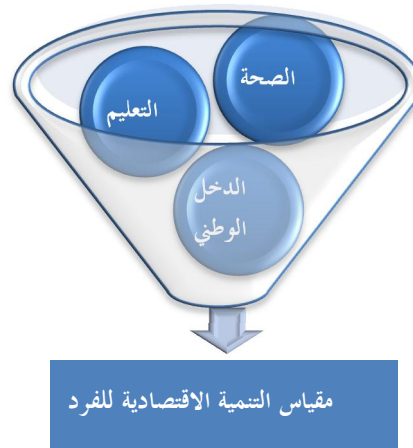 الصحة
التعليم
الدخل
الوطني
مقياس التنمية الاقتصادية للفرد